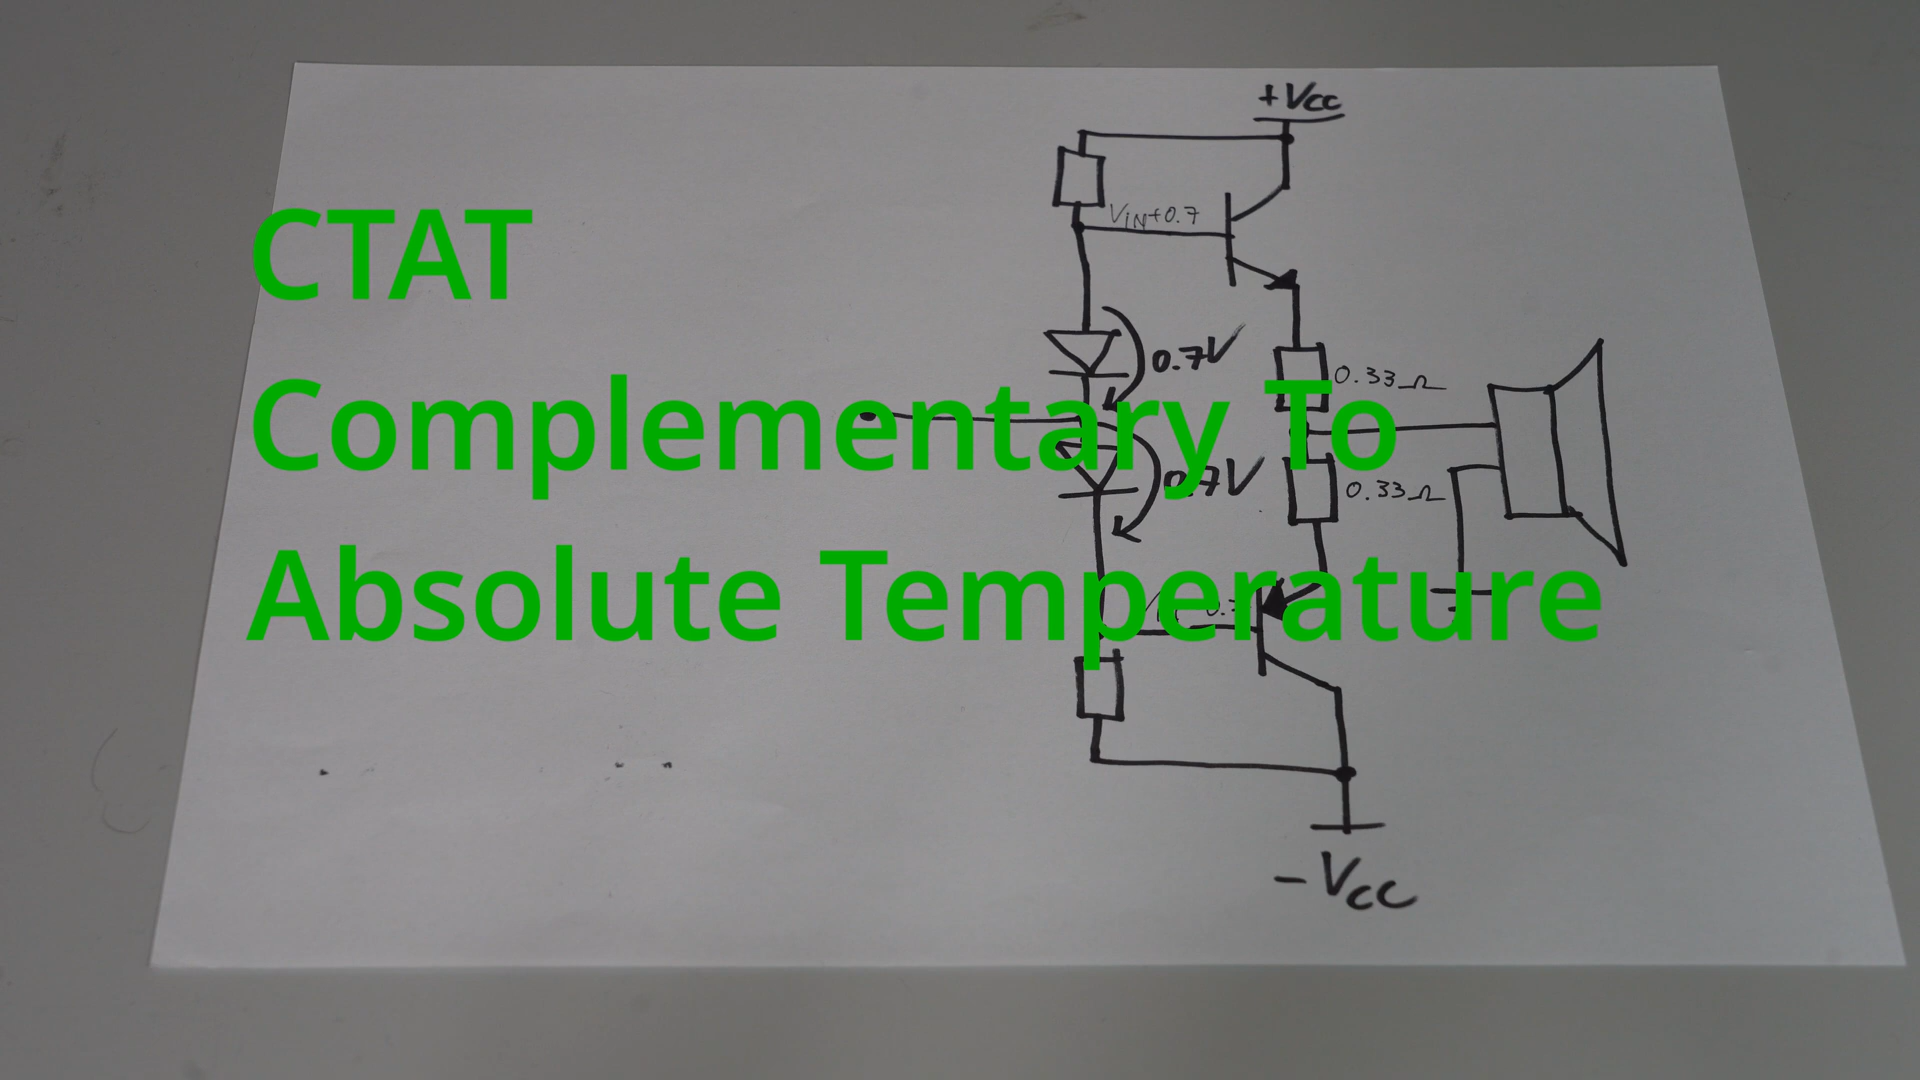 +Vcc
VIN+0.7
CTAT
0.7V
0.33Ω
Complementary To
0.7V
0.33Ω
Absolute Temperature
-Vcc